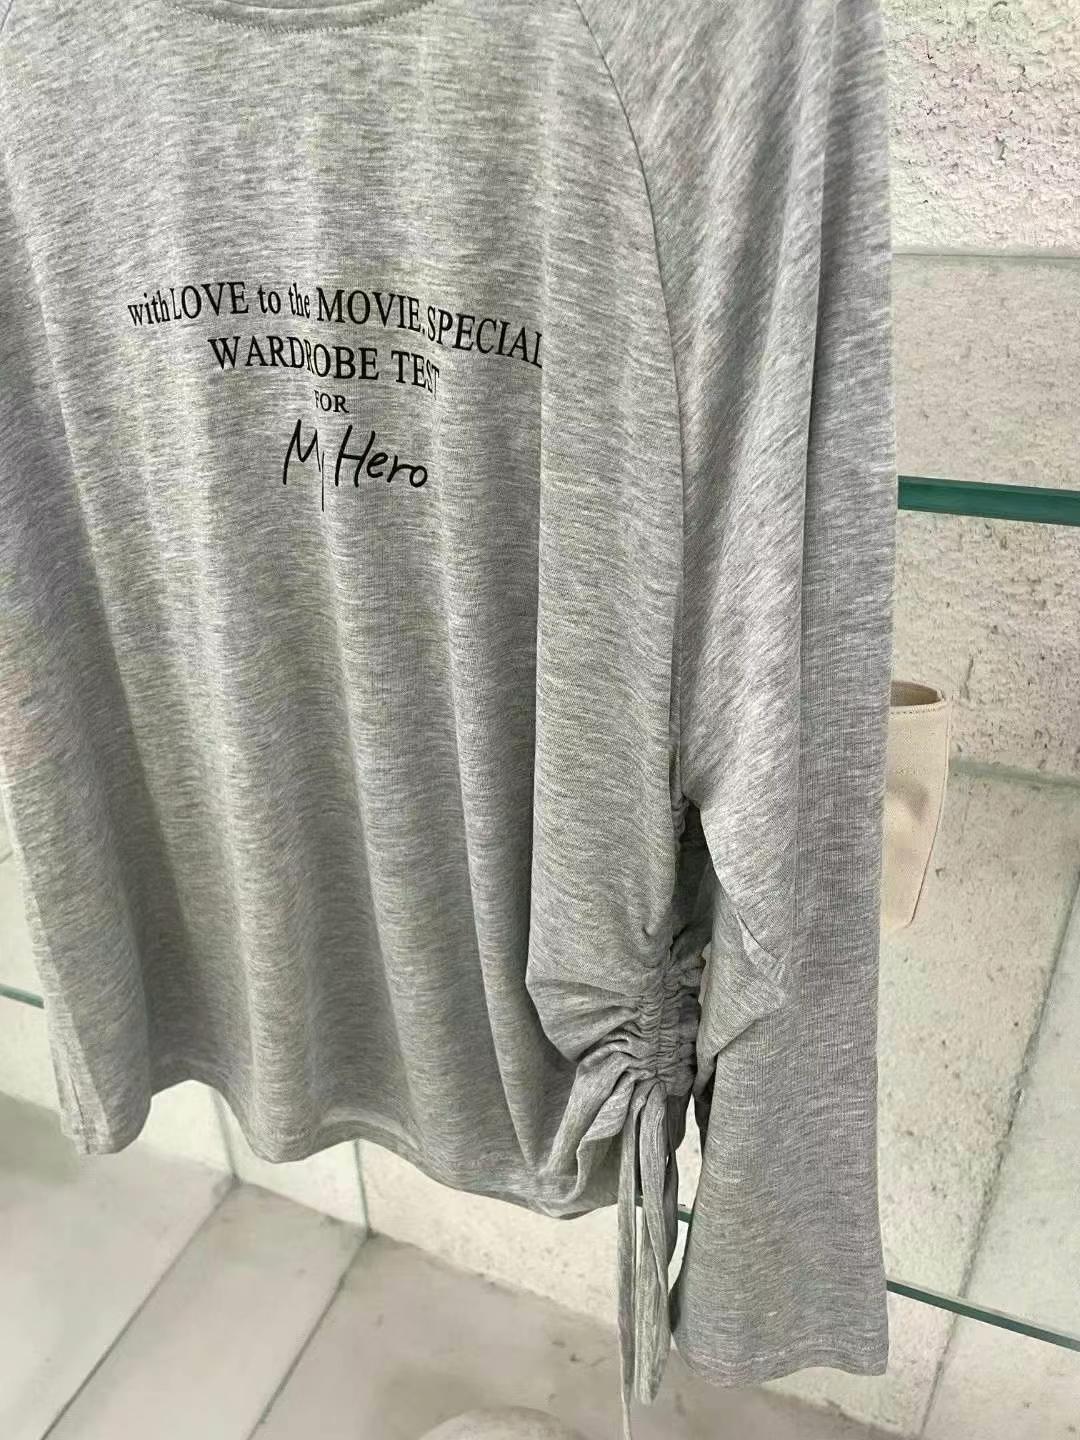 withLOVE to the MOVIE.SPECIAL
WARDROBE TEST
FOR
My Hero